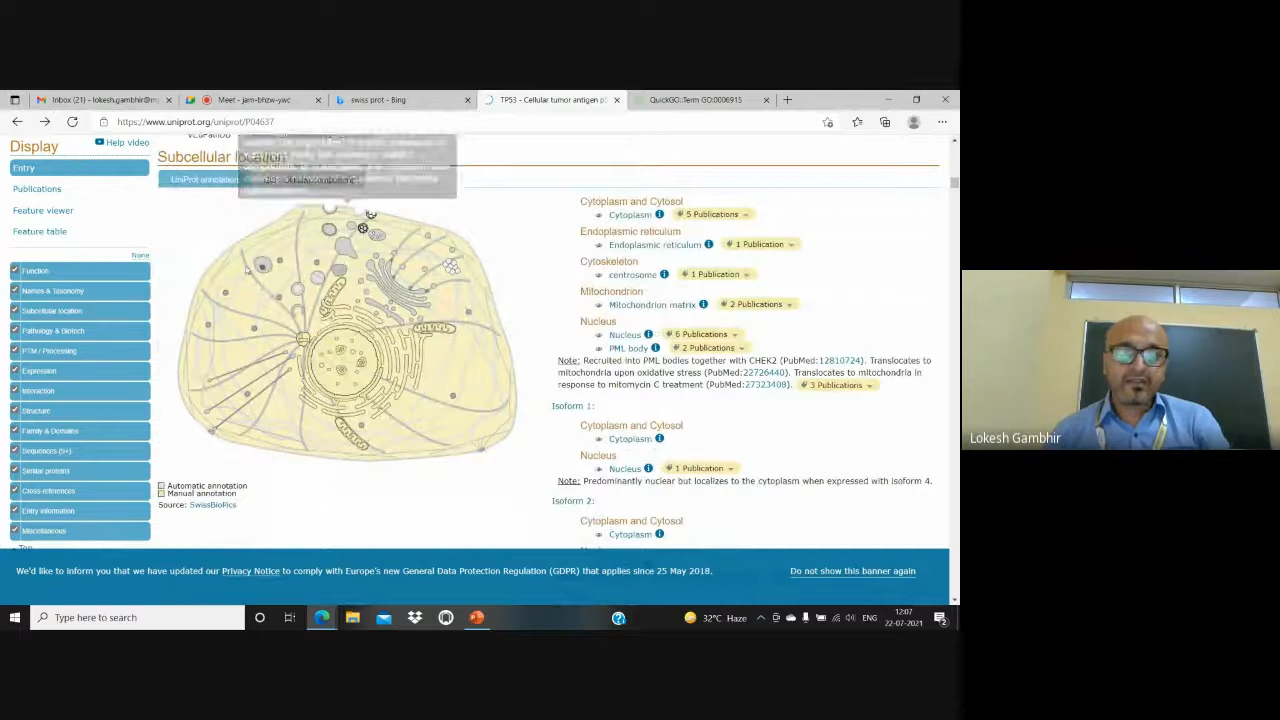 Inbox (21) - lokesh.gambhir@m
Meet - jam-bhzw-ywc
swiss prot - Bing
TP53 - Cellular tumor antigen p5
QuickGO::Term GO:0006915
https://www.uniprot.org/uniprot/P04637
Display
Help video
VEuPathDB
Entry
Publications
Feature viewer
Feature table
None
Function
Names & Taxonomy
Subcellular location
Pathology & Biotech
PTM / Processing
Expression
Interaction
Structure
Family & Domains
Sequences (9+)
Similar proteins
Cross-references
Entry information
Miscellaneous
Top
Subcellular location
UniProt annotation
Automatic annotation
Manual annotation
Source: SwissBioPics
Cytoplasm and Cytosol
Cytoplasm 5 Publications
Endoplasmic reticulum
Endoplasmic reticulum 1 Publication
Cytoskeleton
centrosome 1 Publication
Mitochondrion
Mitochondrion matrix 2 Publications
Nucleus
Nucleus 6 Publications
PML body 2 Publications
Note: Recruited into PML bodies together with CHEK2 (PubMed:12810724). Translocates to
mitochondria upon oxidative stress (PubMed:22726440). Translocates to mitochondria in
response to mitomycin C treatment (PubMed:27323408). 3 Publications
Isoform 1:
Cytoplasm and Cytosol
Cytoplasm
Nucleus
Nucleus 1 Publication
Note: Predominantly nuclear but localizes to the cytoplasm when expressed with isoform 4.
Isoform 2:
Cytoplasm and Cytosol
Cytoplasm
We'd like to inform you that we have updated our Privacy Notice to comply with Europe's new General Data Protection Regulation (GDPR) that applies since 25 May 2018.
Do not show this banner again
Type here to search
32°C Haze
ENG
12:07
22-07-2021
2
Lokesh Gambhir